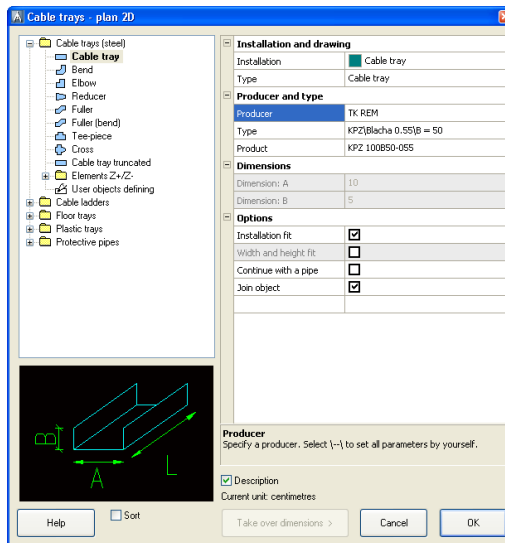 Cable trays - plan 2D
Cable trays (steel)
Cable tray
Bend
Elbow
Reducer
Fuller
Fuller (bend)
Tee-piece
Cross
Cable tray truncated
Elements Z+/Z-
User objects defining
Cable ladders
Floor trays
Plastic trays
Protective pipes
Installation and drawing
Installation Cable tray
Type Cable tray
Producer and type
Producer TK REM
Type KPZ\Blacha 0.55\B = 50
Product KPZ 100B50-055
Dimensions
Dimension: A 10
Dimension: B 5
Options
Installation fit
Width and height fit
Continue with a pipe
Join object
B
A
L
Producer
Specify a producer. Select \--\ to set all parameters by yourself.
Description
Current unit: centimetres
Help
Sort
Take over dimensions >
Cancel
OK